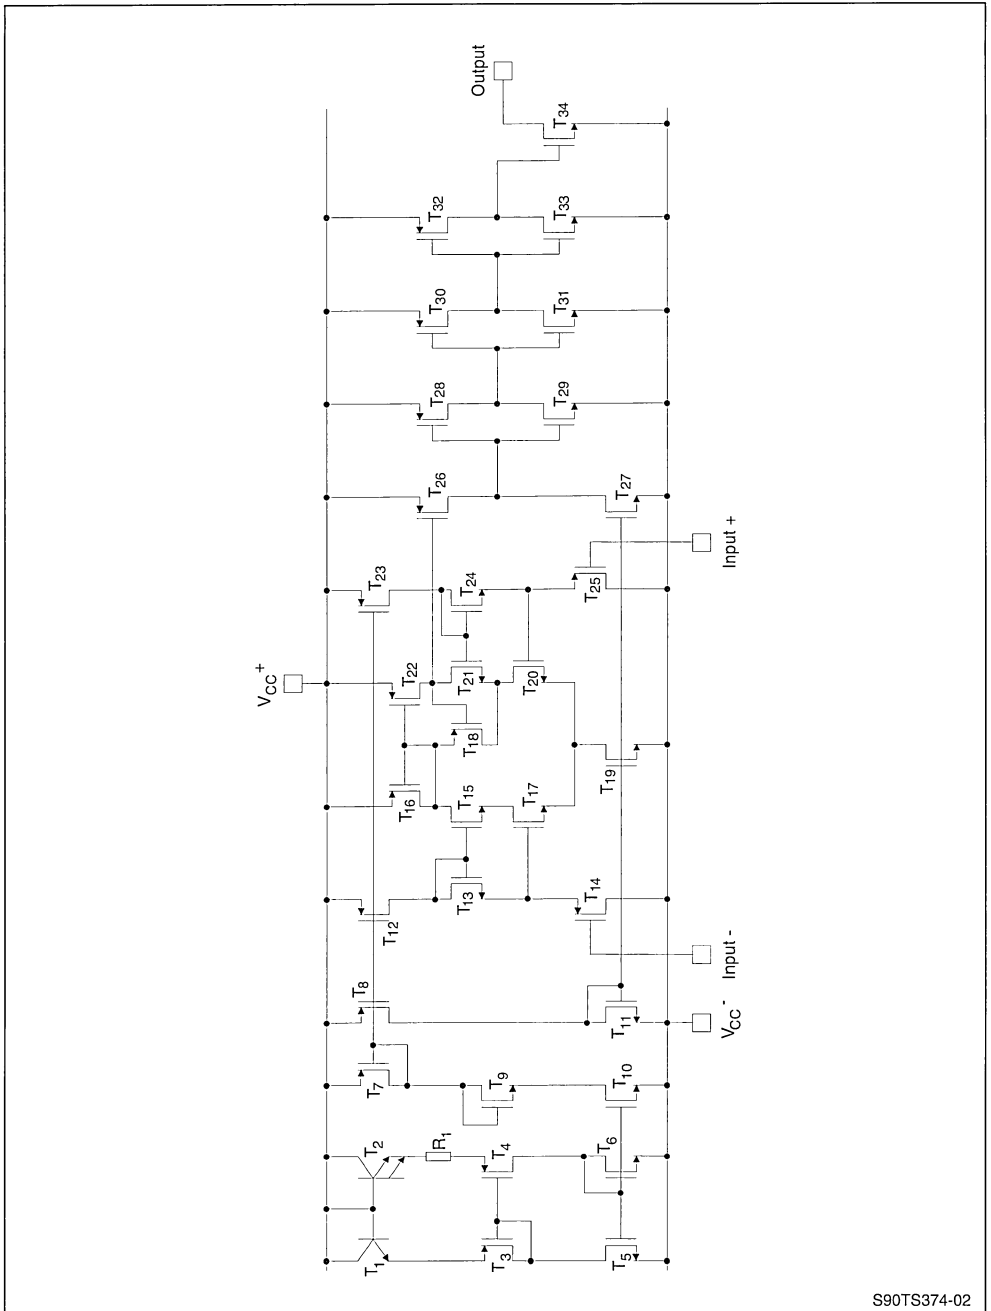 VCC+
T1
T2
R1
T3
T4
T5
T6
T7
T8
T9
T10
T11
T12
T13
T14
T15
T16
T17
T18
T19
T20
T21
T22
T23
T24
T25
T26
T27
T28
T29
T30
T31
T32
T33
T34
Output
VCC-
Input -
Input +
S90TS374-02